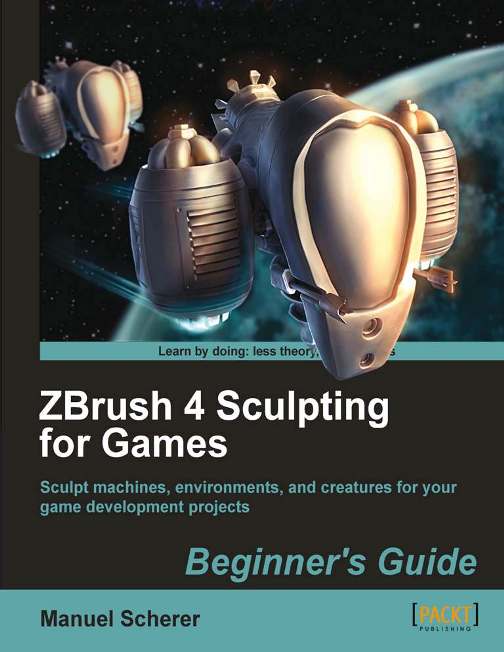 Learn by doing: less theory,
ZBrush 4 Sculpting
for Games
Sculpt machines, environments, and creatures for your
game development projects
Beginner's Guide
Manuel Scherer
[PACKT]
PUBLISHING